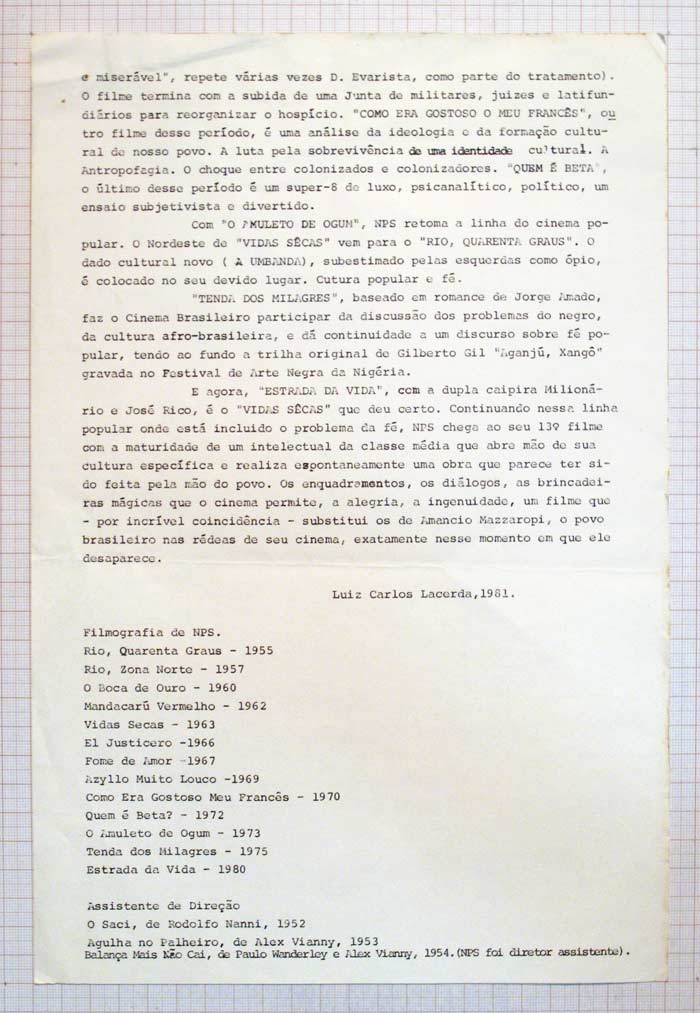 e miserável", repete várias vezes D. Evarista, como parte do tratamento).
O filme termina com a subida de uma Junta de militares, juizes e latifun-
diários para reorganizar o hospício. "COMO ERA GOSTOSO O MEU FRANCÊS", ou
tro filme desse período, é uma análise da ideologia e da formação cultu-
ral de nosso povo. A luta pela sobrevivência de uma identidade cultural. A
Antropofagia. O choque entre colonizados e colonizadores. "QUEM É BETA",
o último desse período é um super-8 de luxo, psicanalítico, político, um
ensaio subjetivista e divertido.
Com "O AMULETO DE OGUM", NPS retoma a linha do cinema po-
pular. O Nordeste de "VIDAS SÊCAS" vem para o "RIO, QUARENTA GRAUS". O
dado cultural novo ( A UMBANDA), subestimado pelas esquerdas como ópio,
é colocado no seu devido lugar. Cutura popular e fé.
"TENDA DOS MILAGRES", baseado em romance de Jorge Amado,
faz o Cinema Brasileiro participar da discussão dos problemas do negro,
da cultura afro-brasileira, e dá continuidade a um discurso sobre fé po-
pular, tendo ao fundo a trilha original de Gilberto Gil "Aganjú, Xangô"
gravada no Festival de Arte Negra da Nigéria.
E agora, "ESTRADA DA VIDA", com a dupla caipira Milioná-
rio e José Rico, é o "VIDAS SÊCAS" que deu certo. Continuando nessa linha
popular onde está incluido o problema da fé, NPS chega ao seu 13º filme
com a maturidade de um intelectual da classe média que abre mão de sua
cultura específica e realiza espontaneamente uma obra que parece ter si-
do feita pela mão do povo. Os enquadramentos, os diálogos, as brincadei-
ras mágicas que o cinema permite, a alegria, a ingenuidade, um filme que
- por incrível coincidência - substitui os de Amancio Mazzaropi, o povo
brasileiro nas rédeas de seu cinema, exatamente nesse momento em que ele
desaparece.
Luiz Carlos Lacerda,1981.
Filmografia de NPS.
Rio, Quarenta Graus - 1955
Rio, Zona Norte - 1957
O Boca de Ouro - 1960
Mandacarú Vermelho - 1962
Vidas Secas - 1963
El Justicero -1966
Fome de Amor -1967
Azyllo Muito Louco -1969
Como Era Gostoso Meu Francês - 1970
Quem é Beta? - 1972
O Amuleto de Ogum - 1973
Tenda dos Milagres - 1975
Estrada da Vida - 1980
Assistente de Direção
O Saci, de Rodolfo Nanni, 1952
Agulha no Palheiro, de Alex Vianny, 1953
Balança Mais Não Cai, de Paulo Wanderley e Alex Vianny, 1954.(NPS foi diretor assistente).